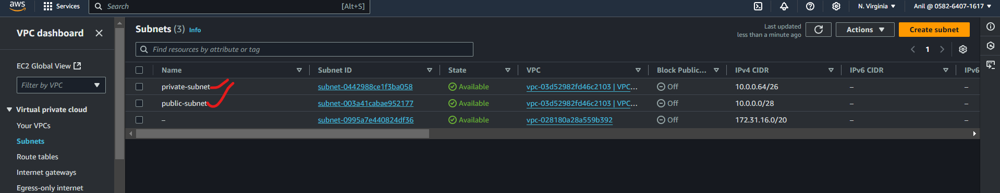 aws Services Search [Alt+S] N. Virginia Anil @ 0582-6407-1617
VPC dashboard
EC2 Global View
Filter by VPC
Virtual private cloud
Your VPCs
Subnets
Route tables
Internet gateways
Egress-only internet
Subnets (3) Info Last updated less than a minute ago Actions Create subnet
Find resources by attribute or tag 1
Name Subnet ID State VPC Block Public... IPv4 CIDR IPv6 CIDR IPv6
private-subnet subnet-0442988ce1f3ba058 Available vpc-03d52982fd46c2103 | VPC... Off 10.0.0.64/26 – –
public-subnet subnet-003a41cabae952177 Available vpc-03d52982fd46c2103 | VPC... Off 10.0.0.0/28 – –
– subnet-0995a7e440824df36 Available vpc-028180a28a559b392 Off 172.31.16.0/20 – –